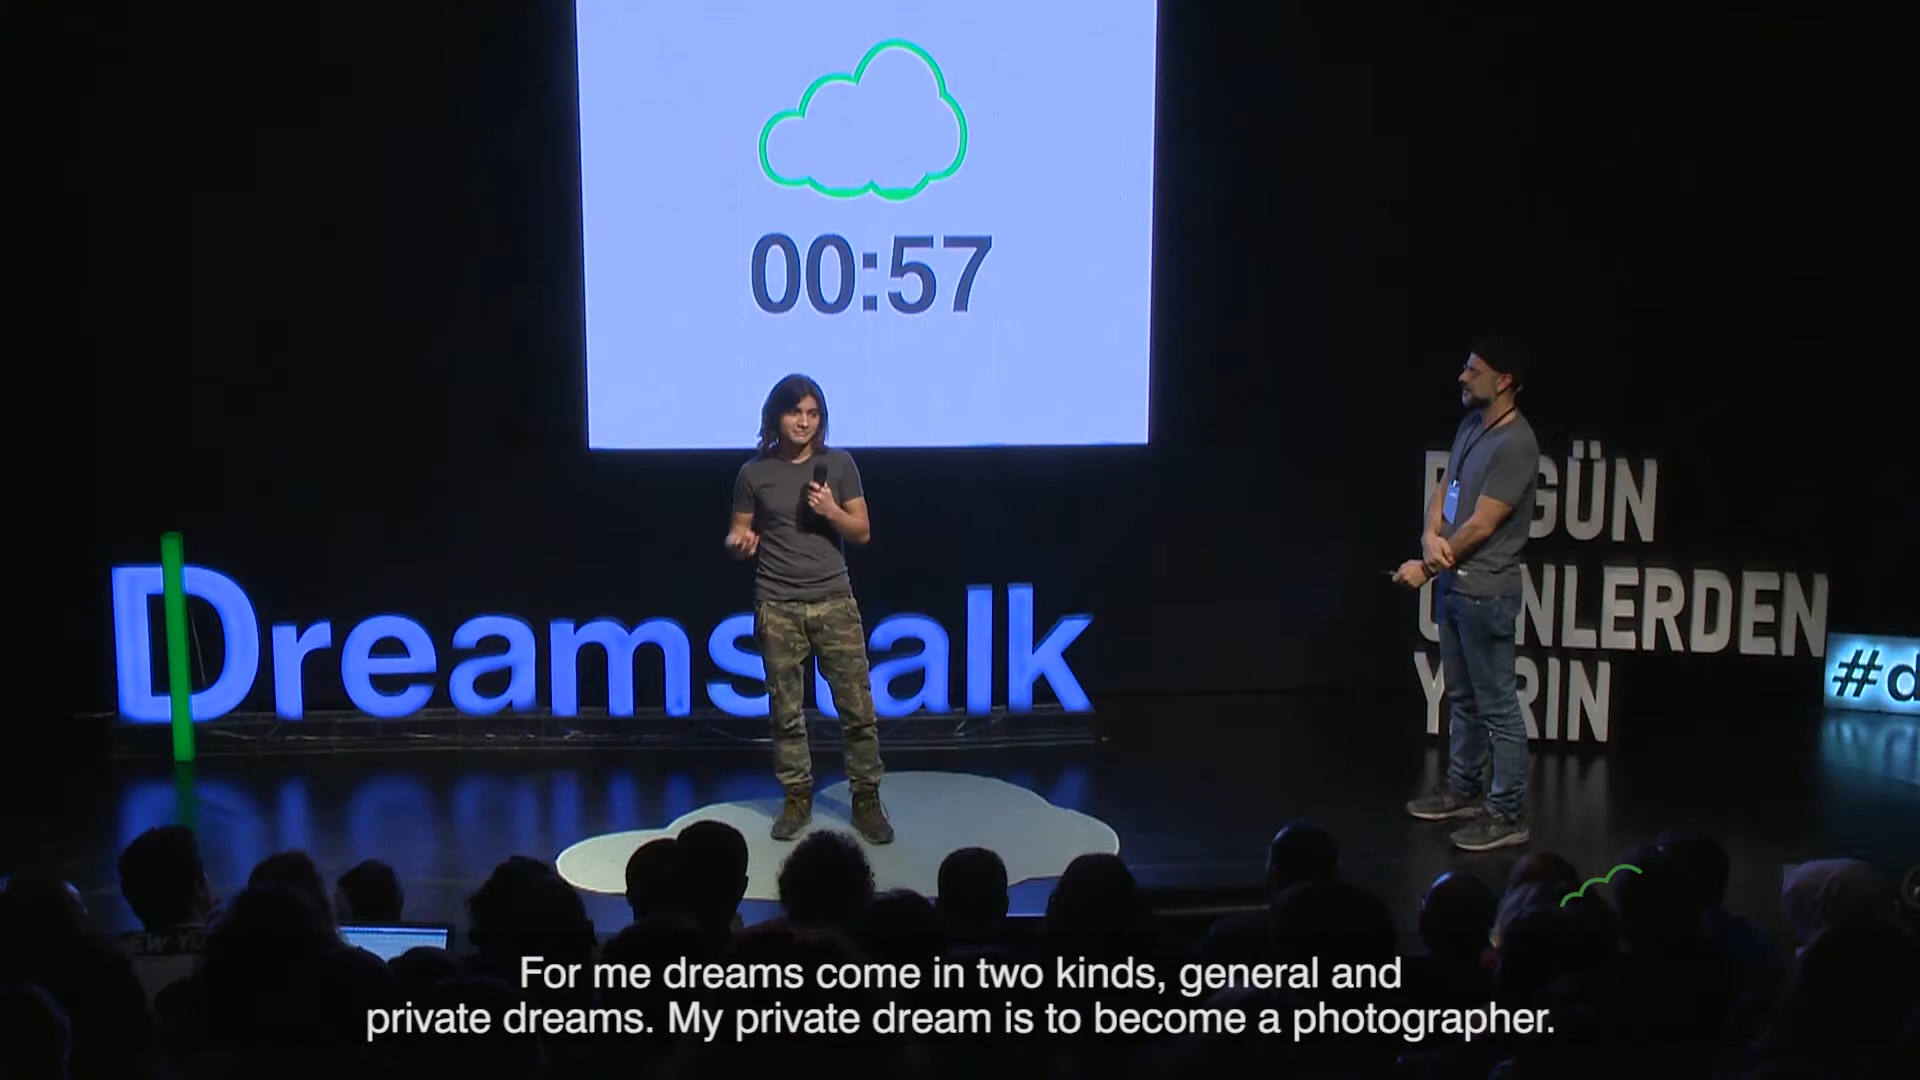 00:57
Dreamstalk
GÜN
NLERDEN
Y RIN
#d
For me dreams come in two kinds, general and
private dreams. My private dream is to become a photographer.